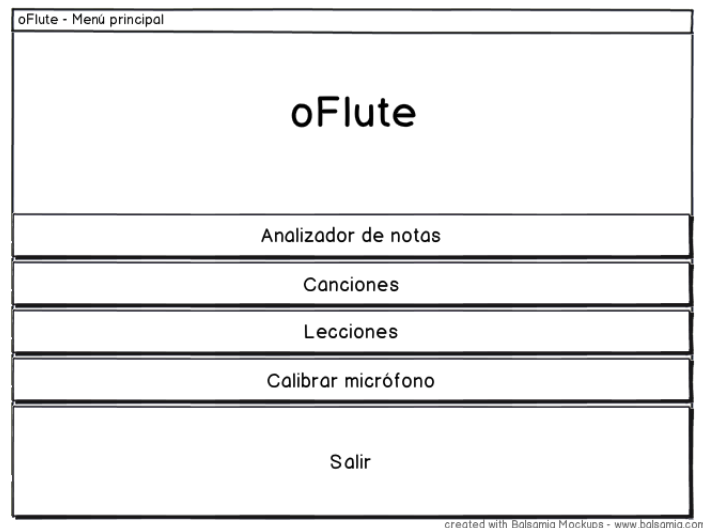 oFlute - Menú principal
oFlute
Analizador de notas
Canciones
Lecciones
Calibrar micrófono
Salir
created with Balsamiq Mockups - www.balsamiq.com